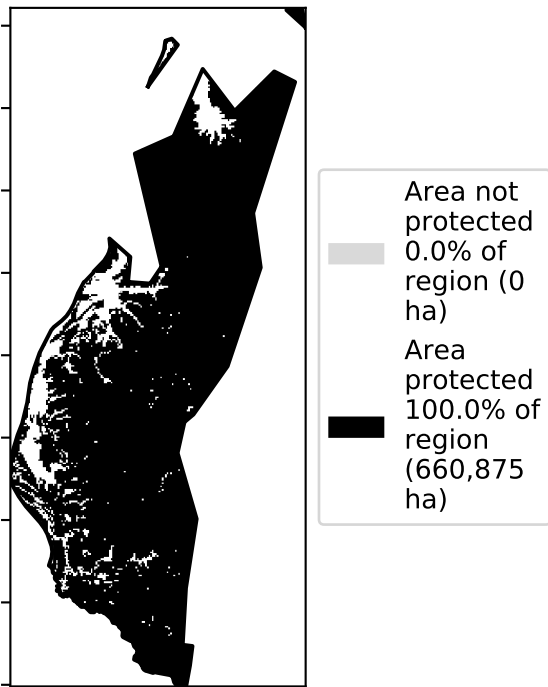 Area not
protected
0.0% of
region (0
ha)
Area
protected
100.0% of
region
(660,875
ha)